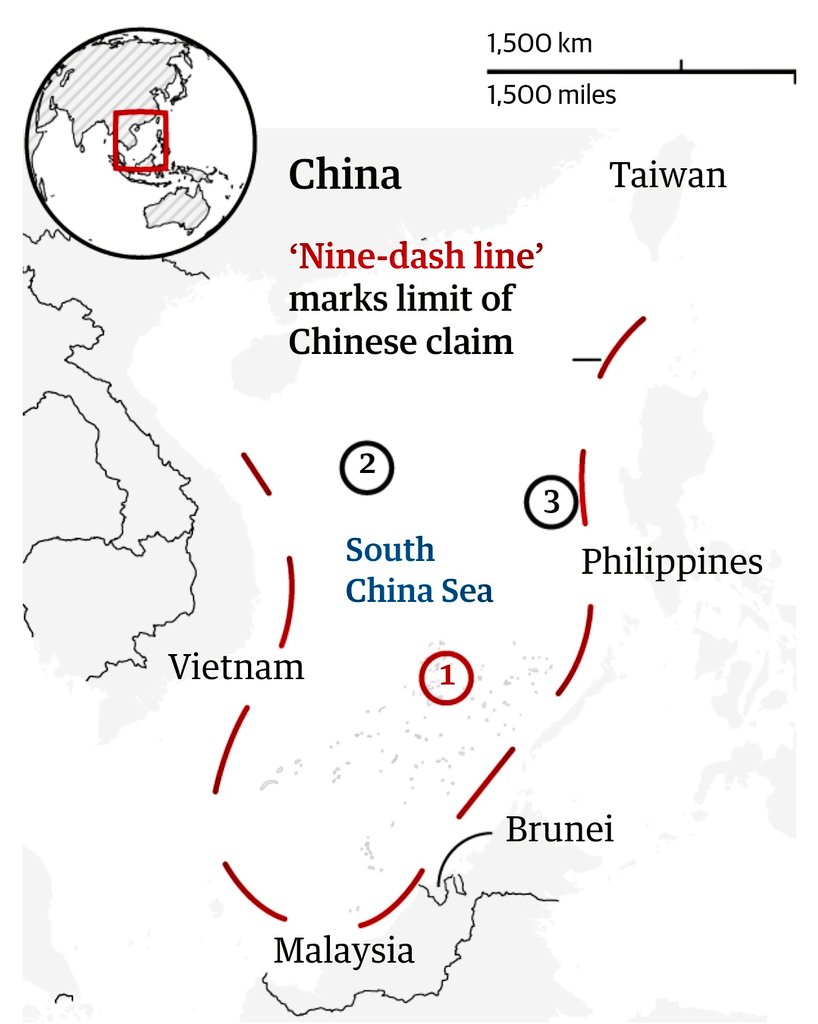 1,500 km
1,500 miles
China
Taiwan
‘Nine-dash line’
marks limit of
Chinese claim
2
3
South
China Sea
Philippines
Vietnam
1
Brunei
Malaysia